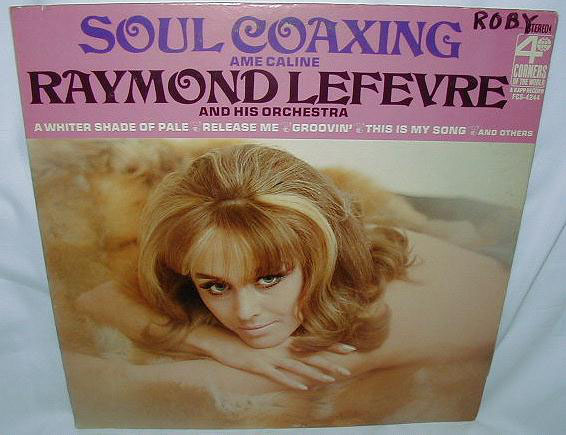 ROBY
SOUL COAXING
AME CALINE
RAYMOND LEFEVRE
AND HIS ORCHESTRA
A WHITER SHADE OF PALE RELEASE ME GROOVIN' THIS IS MY SONG AND OTHERS
STEREO
4
CORNERS
OF THE WORLD
A KAPP RECORD
FCS-4244